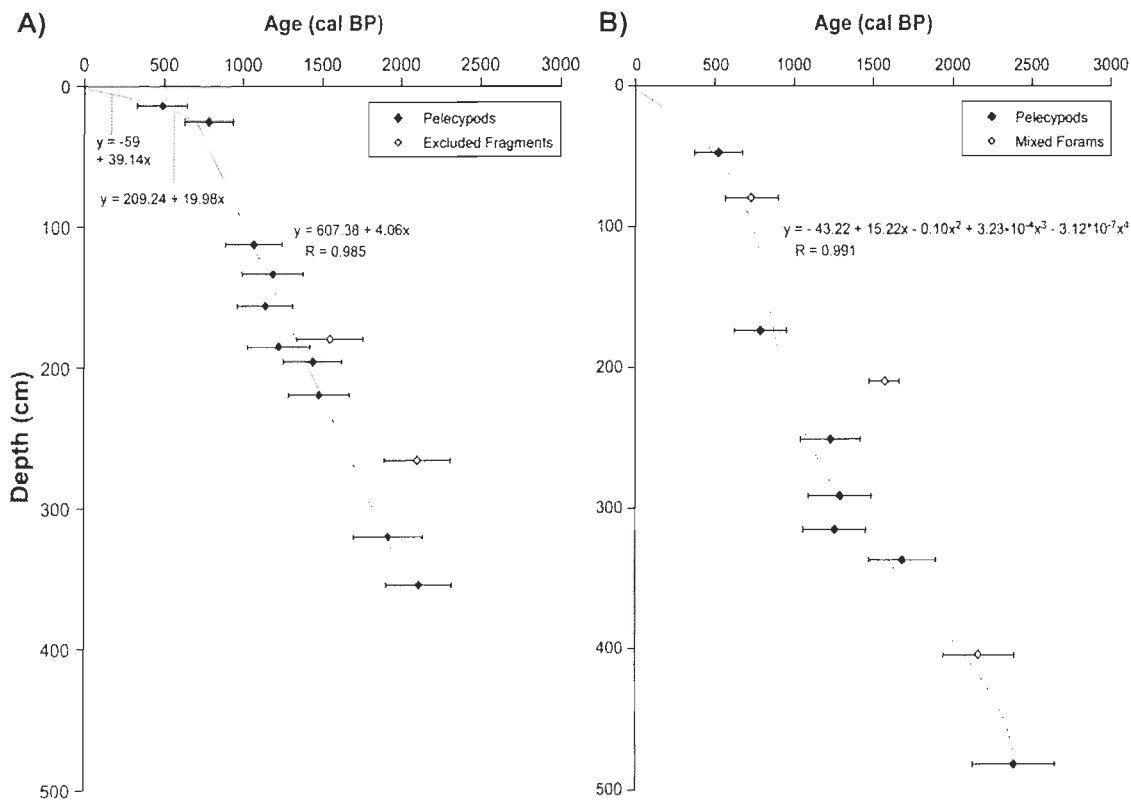 A)
Age (cal BP)
0 500 1000 1500 2000 2500 3000
0
100
200
300
400
500
Depth (cm)
Pelecypods
Excluded Fragments
y = -59
+ 39.14x
y = 209.24 + 19.98x
y = 607.38 + 4.06x
R = 0.985
B)
Age (cal BP)
0 500 1000 1500 2000 2500 3000
0
100
200
300
400
500
Pelecypods
Mixed Forams
y = - 43.22 + 15.22x - 0.10x² + 3.23*10⁻⁴x³ - 3.12*10⁻⁷x⁴
R = 0.991